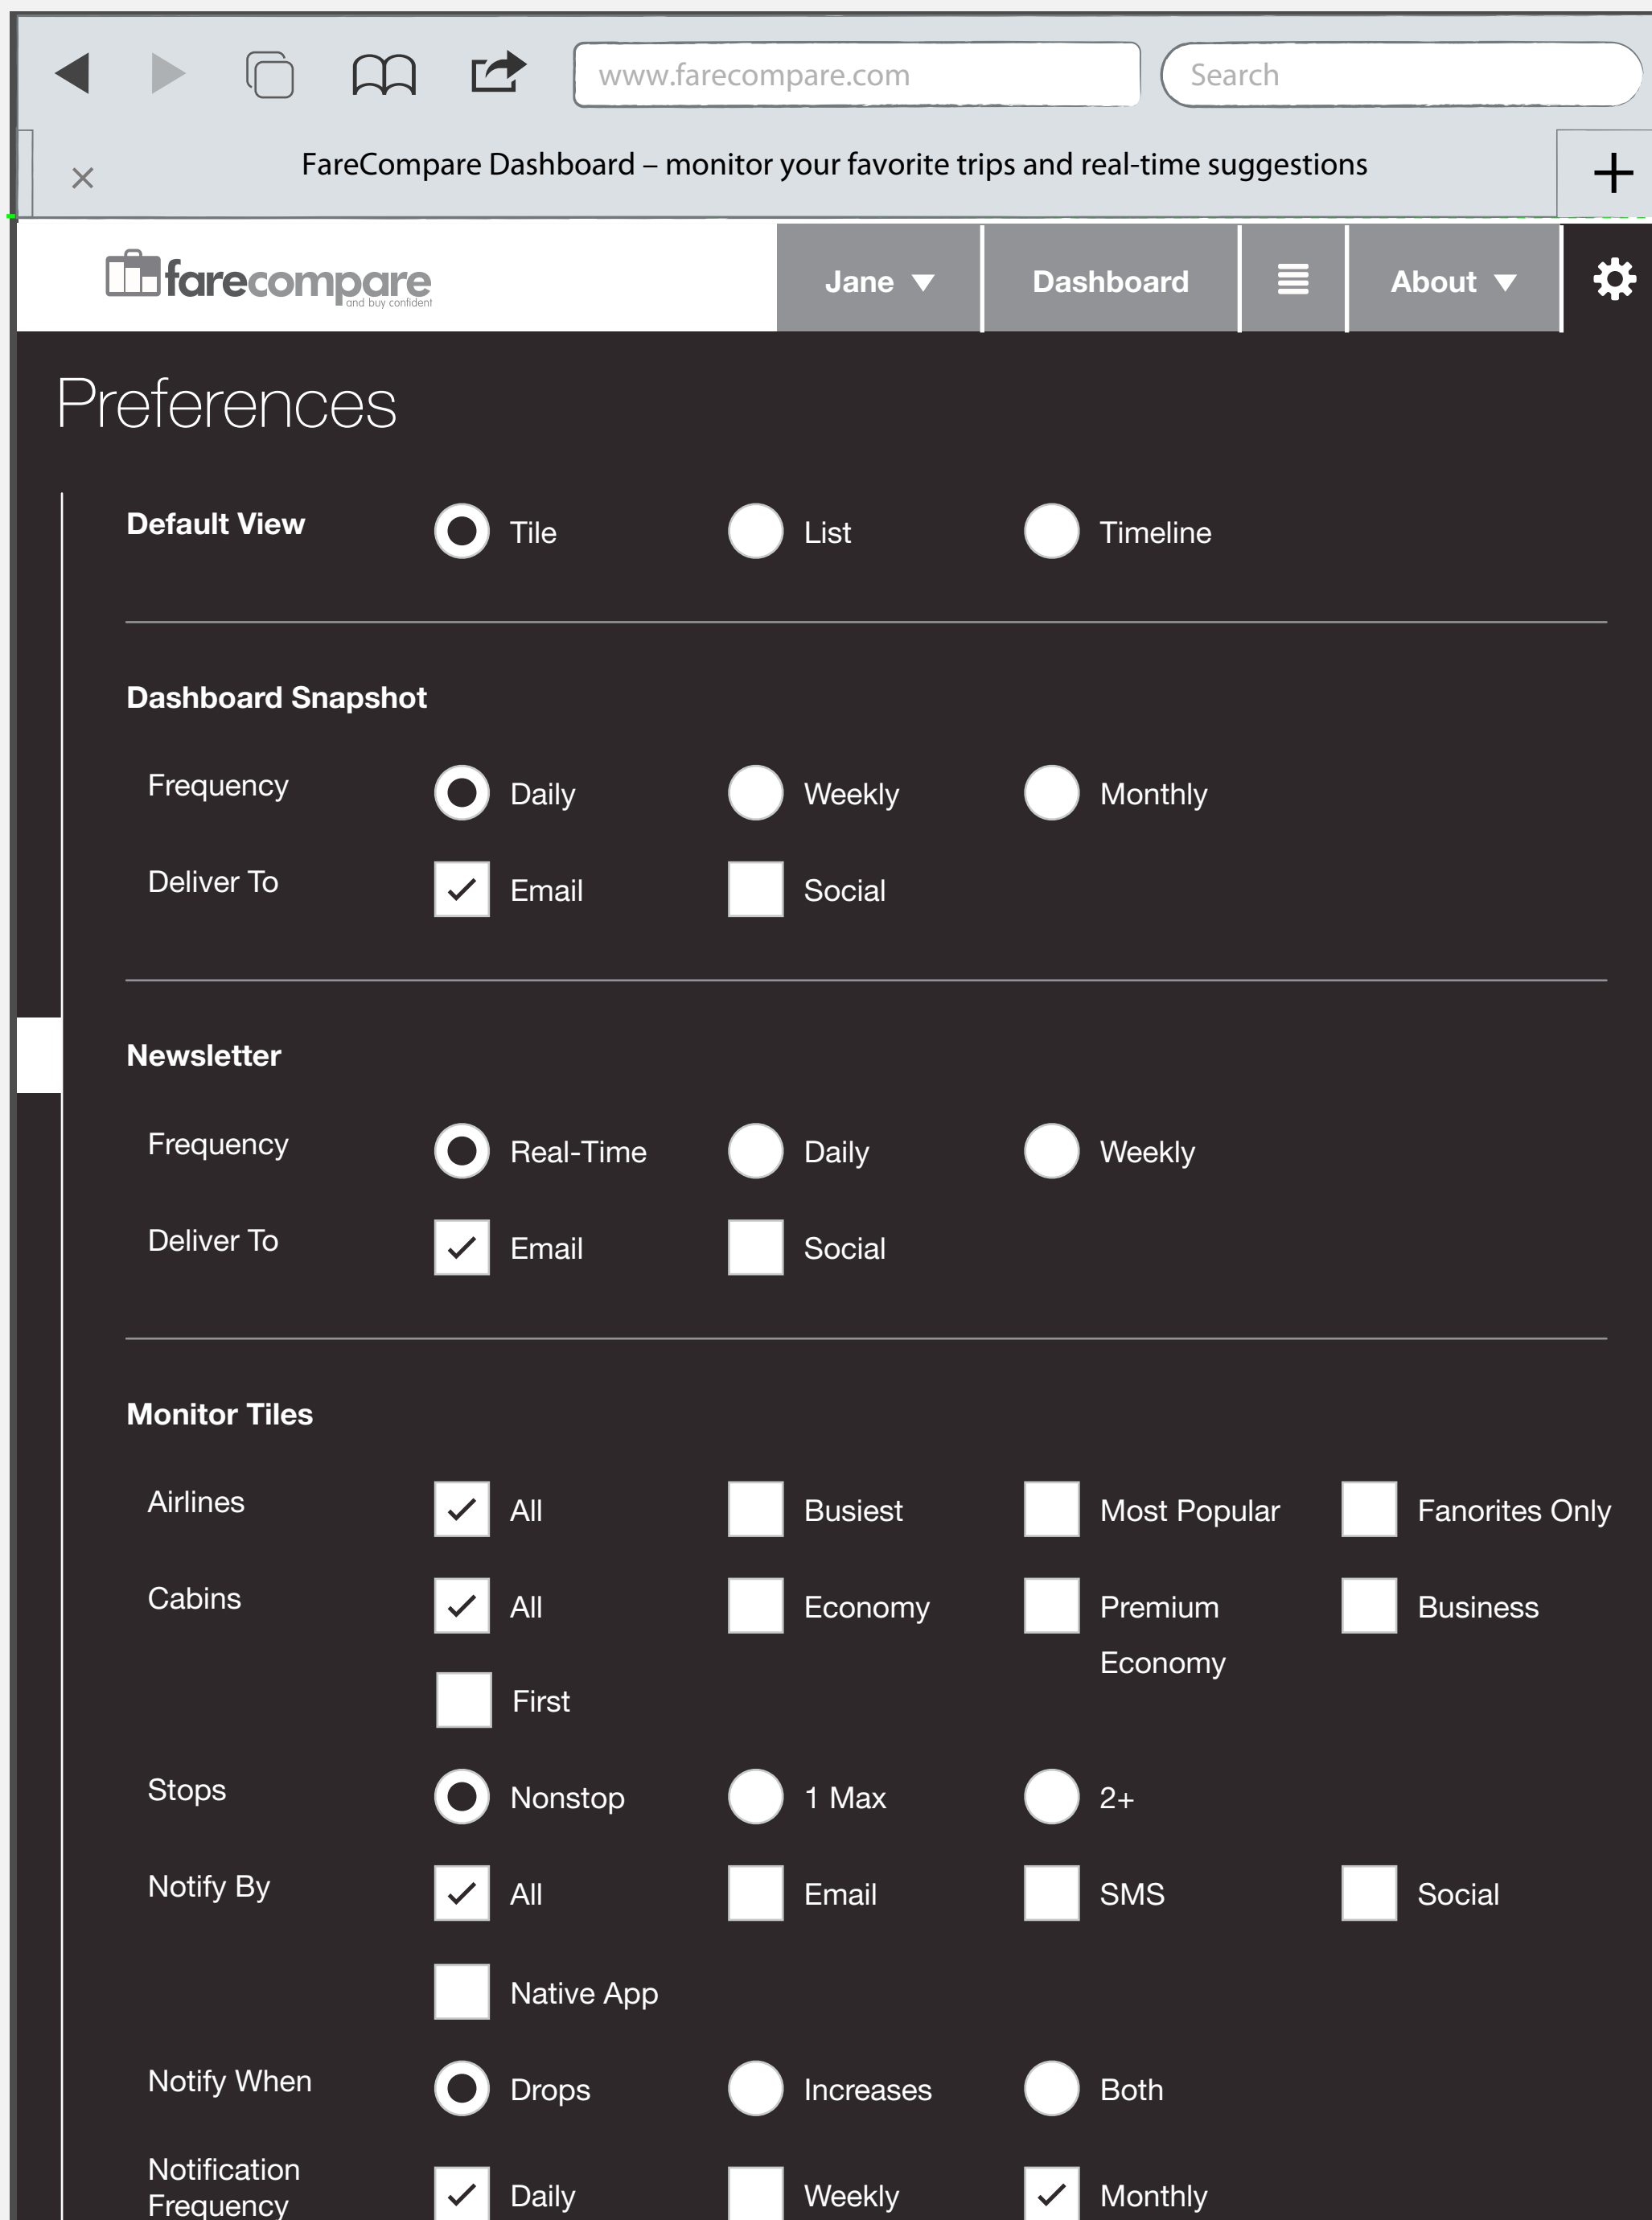 www.farecompare.com
Search
FareCompare Dashboard – monitor your favorite trips and real-time suggestions
farecompare
and buy confident
Jane
Dashboard
About
Preferences
Default View Tile List Timeline
Dashboard Snapshot
Frequency Daily Weekly Monthly
Deliver To Email Social
Newsletter
Frequency Real-Time Daily Weekly
Deliver To Email Social
Monitor Tiles
Airlines All Busiest Most Popular Fanorites Only
Cabins All Economy Premium Business
Economy
First
Stops Nonstop 1 Max 2+
Notify By All Email SMS Social
Native App
Notify When Drops Increases Both
Notification
Frequency Daily Weekly Monthly